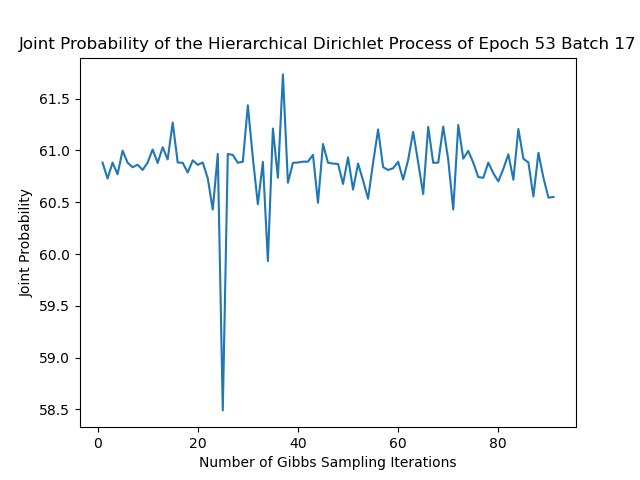 Joint Probability of the Hierarchical Dirichlet Process of Epoch 53 Batch 17
61.5
61.0
60.5
60.0
59.5
59.0
58.5
Joint Probability
0 20 40 60 80
Number of Gibbs Sampling Iterations